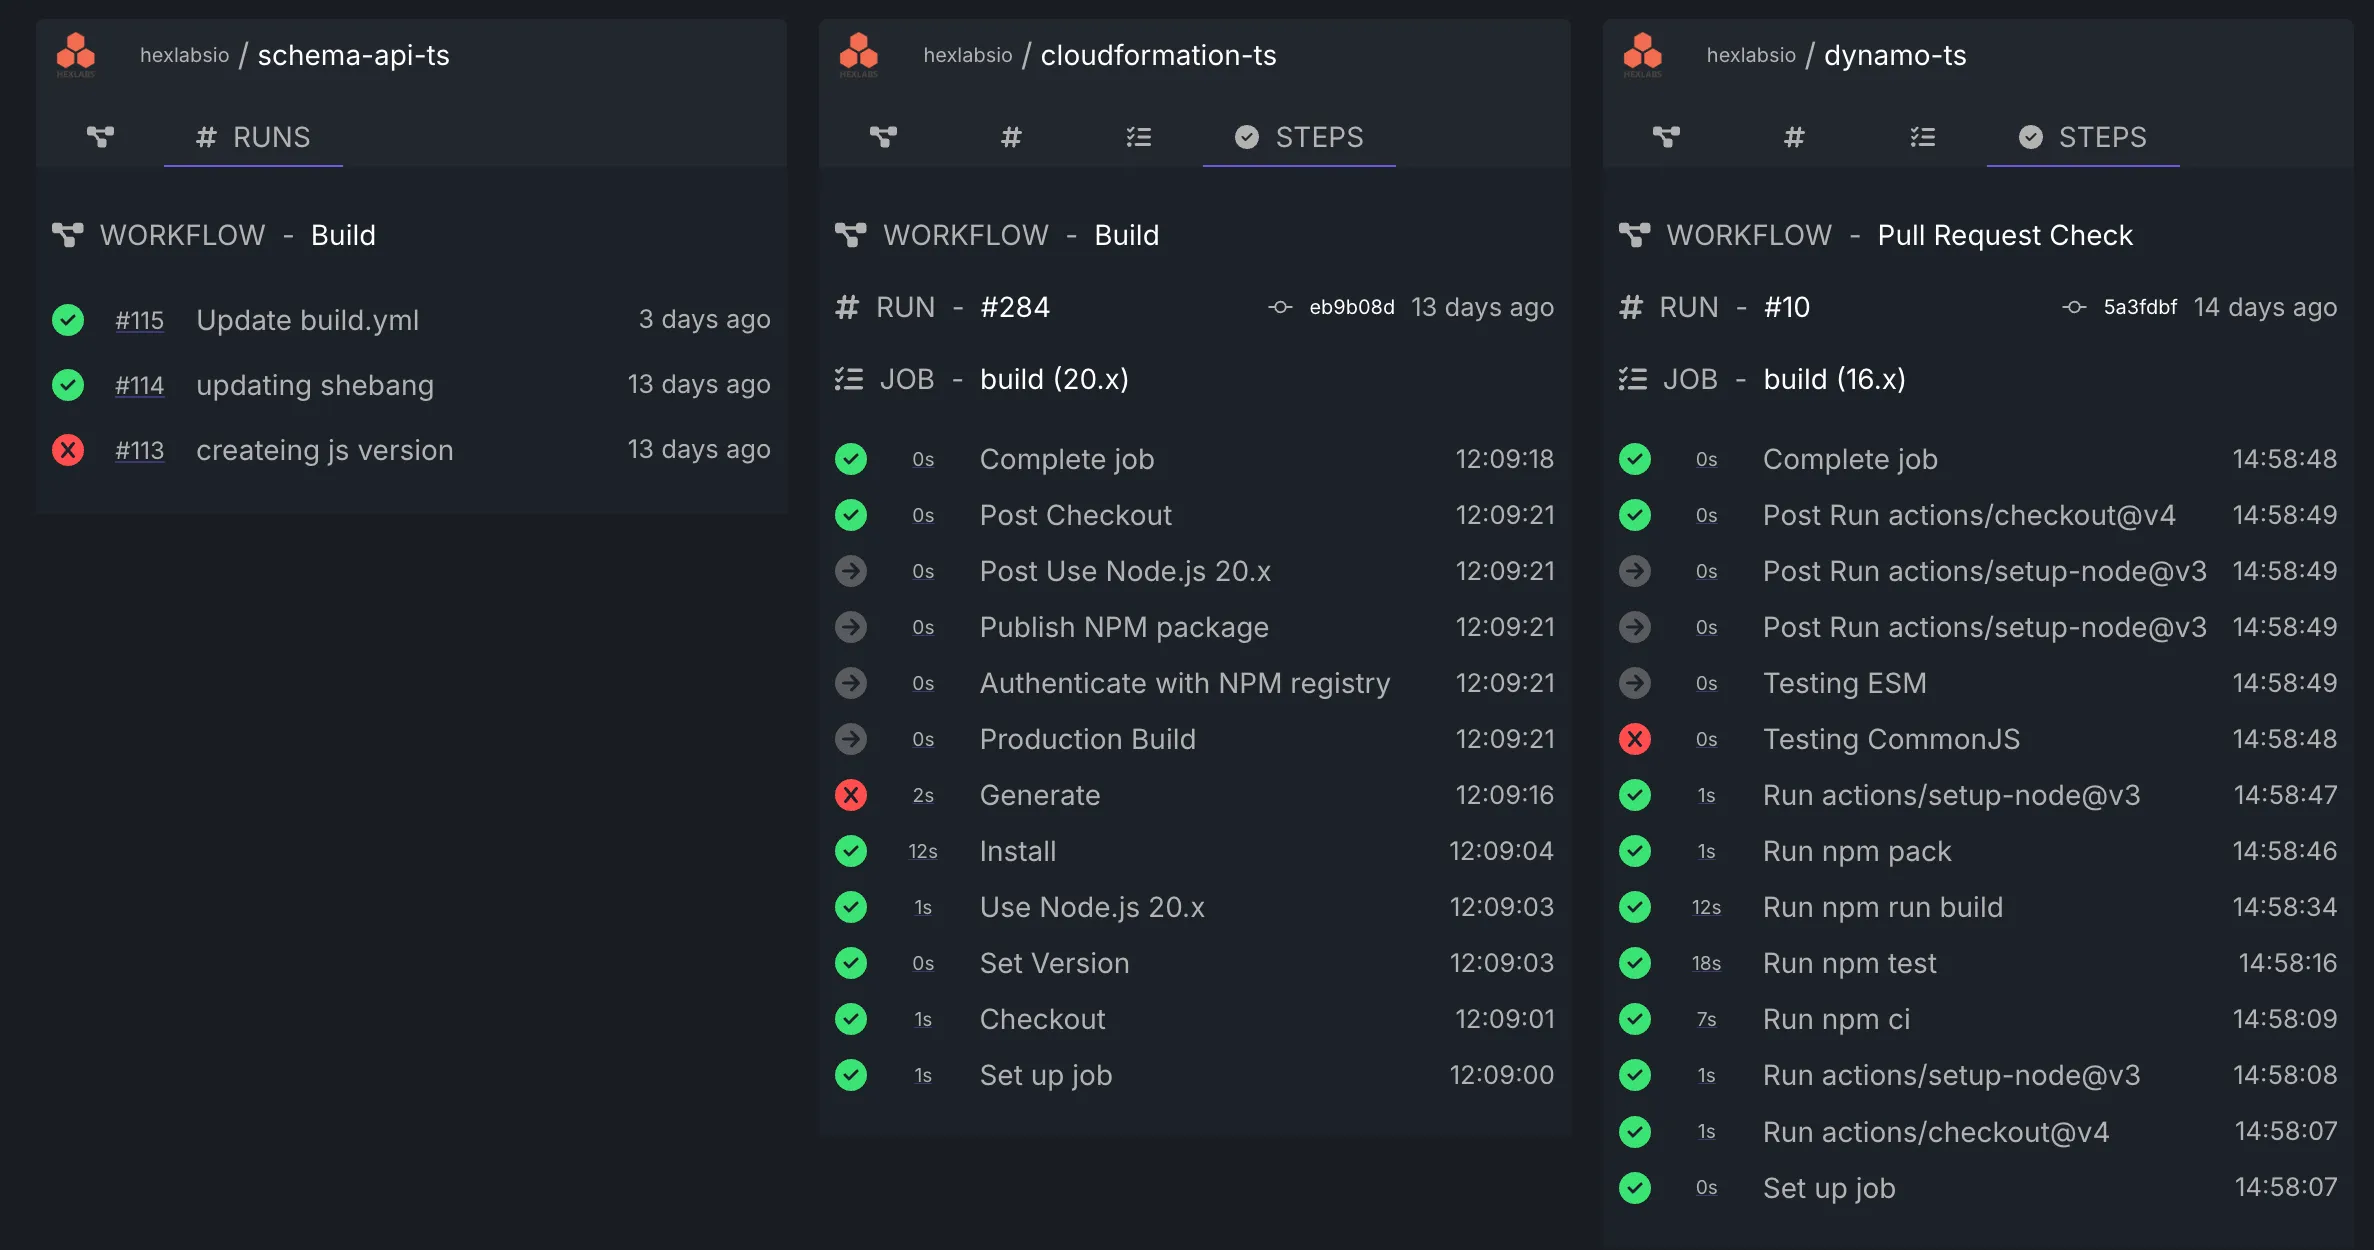 HEXLABS hexlabsio / schema-api-ts
# RUNS
WORKFLOW - Build
#115 Update build.yml 3 days ago
#114 updating shebang 13 days ago
#113 createing js version 13 days ago
HEXLABS hexlabsio / cloudformation-ts
# STEPS
WORKFLOW - Build
# RUN - #284 eb9b08d 13 days ago
JOB - build (20.x)
0s Complete job 12:09:18
0s Post Checkout 12:09:21
0s Post Use Node.js 20.x 12:09:21
0s Publish NPM package 12:09:21
0s Authenticate with NPM registry 12:09:21
0s Production Build 12:09:21
2s Generate 12:09:16
12s Install 12:09:04
1s Use Node.js 20.x 12:09:03
0s Set Version 12:09:03
1s Checkout 12:09:01
1s Set up job 12:09:00
HEXLABS hexlabsio / dynamo-ts
# STEPS
WORKFLOW - Pull Request Check
# RUN - #10 5a3fdbf 14 days ago
JOB - build (16.x)
0s Complete job 14:58:48
0s Post Run actions/checkout@v4 14:58:49
0s Post Run actions/setup-node@v3 14:58:49
0s Post Run actions/setup-node@v3 14:58:49
0s Testing ESM 14:58:49
0s Testing CommonJS 14:58:48
1s Run actions/setup-node@v3 14:58:47
1s Run npm pack 14:58:46
12s Run npm run build 14:58:34
18s Run npm test 14:58:16
7s Run npm ci 14:58:09
1s Run actions/setup-node@v3 14:58:08
1s Run actions/checkout@v4 14:58:07
0s Set up job 14:58:07